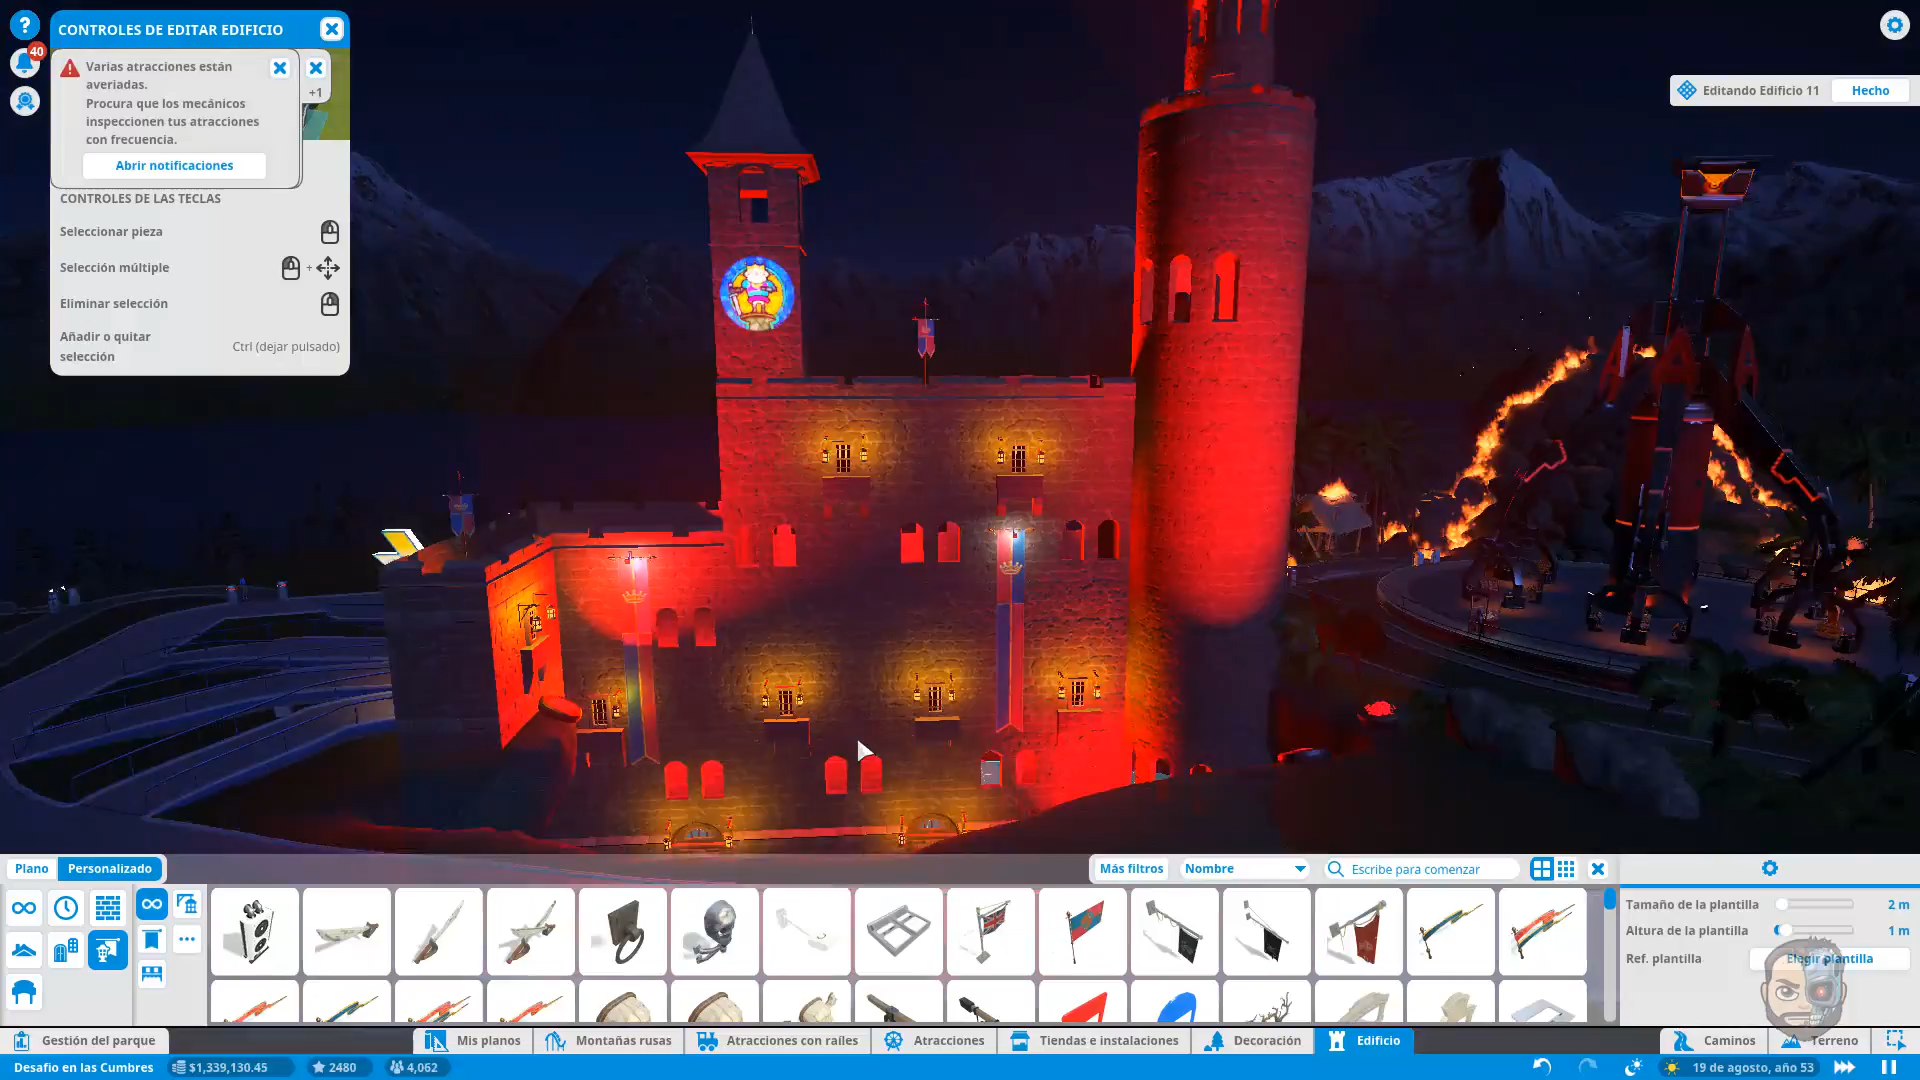 CONTROLES DE EDITAR EDIFICIO
40
Varias atracciones están
averiadas.
Procura que los mecánicos
inspeccionen tus atracciones
con frecuencia.
Abrir notificaciones
+1
CONTROLES DE LAS TECLAS
Seleccionar pieza
Selección múltiple
+
Eliminar selección
Añadir o quitar
selección
Ctrl (dejar pulsado)
Editando Edificio 11
Hecho
Plano
Personalizado
Más filtros
Nombre
Escribe para comenzar
Tamaño de la plantilla
2 m
Altura de la plantilla
1 m
Ref. plantilla
Elegir plantilla
Gestión del parque
Mis planos
Montañas rusas
Atracciones con raíles
Atracciones
Tiendas e instalaciones
Decoración
Edificio
Caminos
Terreno
Desafio en las Cumbres
$1,339,130.45
2480
4,062
19 de agosto, año 53